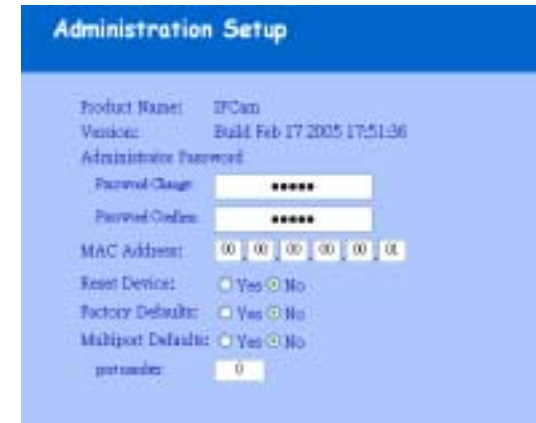 Administration Setup
Product Name: IPCam
Version: Build Feb 17 2005 17:51:36
Administrator Password
Password Change •••••
Password Confirm •••••
MAC Address: 00 . 00 . 00 . 00 . 00 . 01
Reset Device: Yes No
Factory Defaults: Yes No
Multiport Defaults: Yes No
port number 0